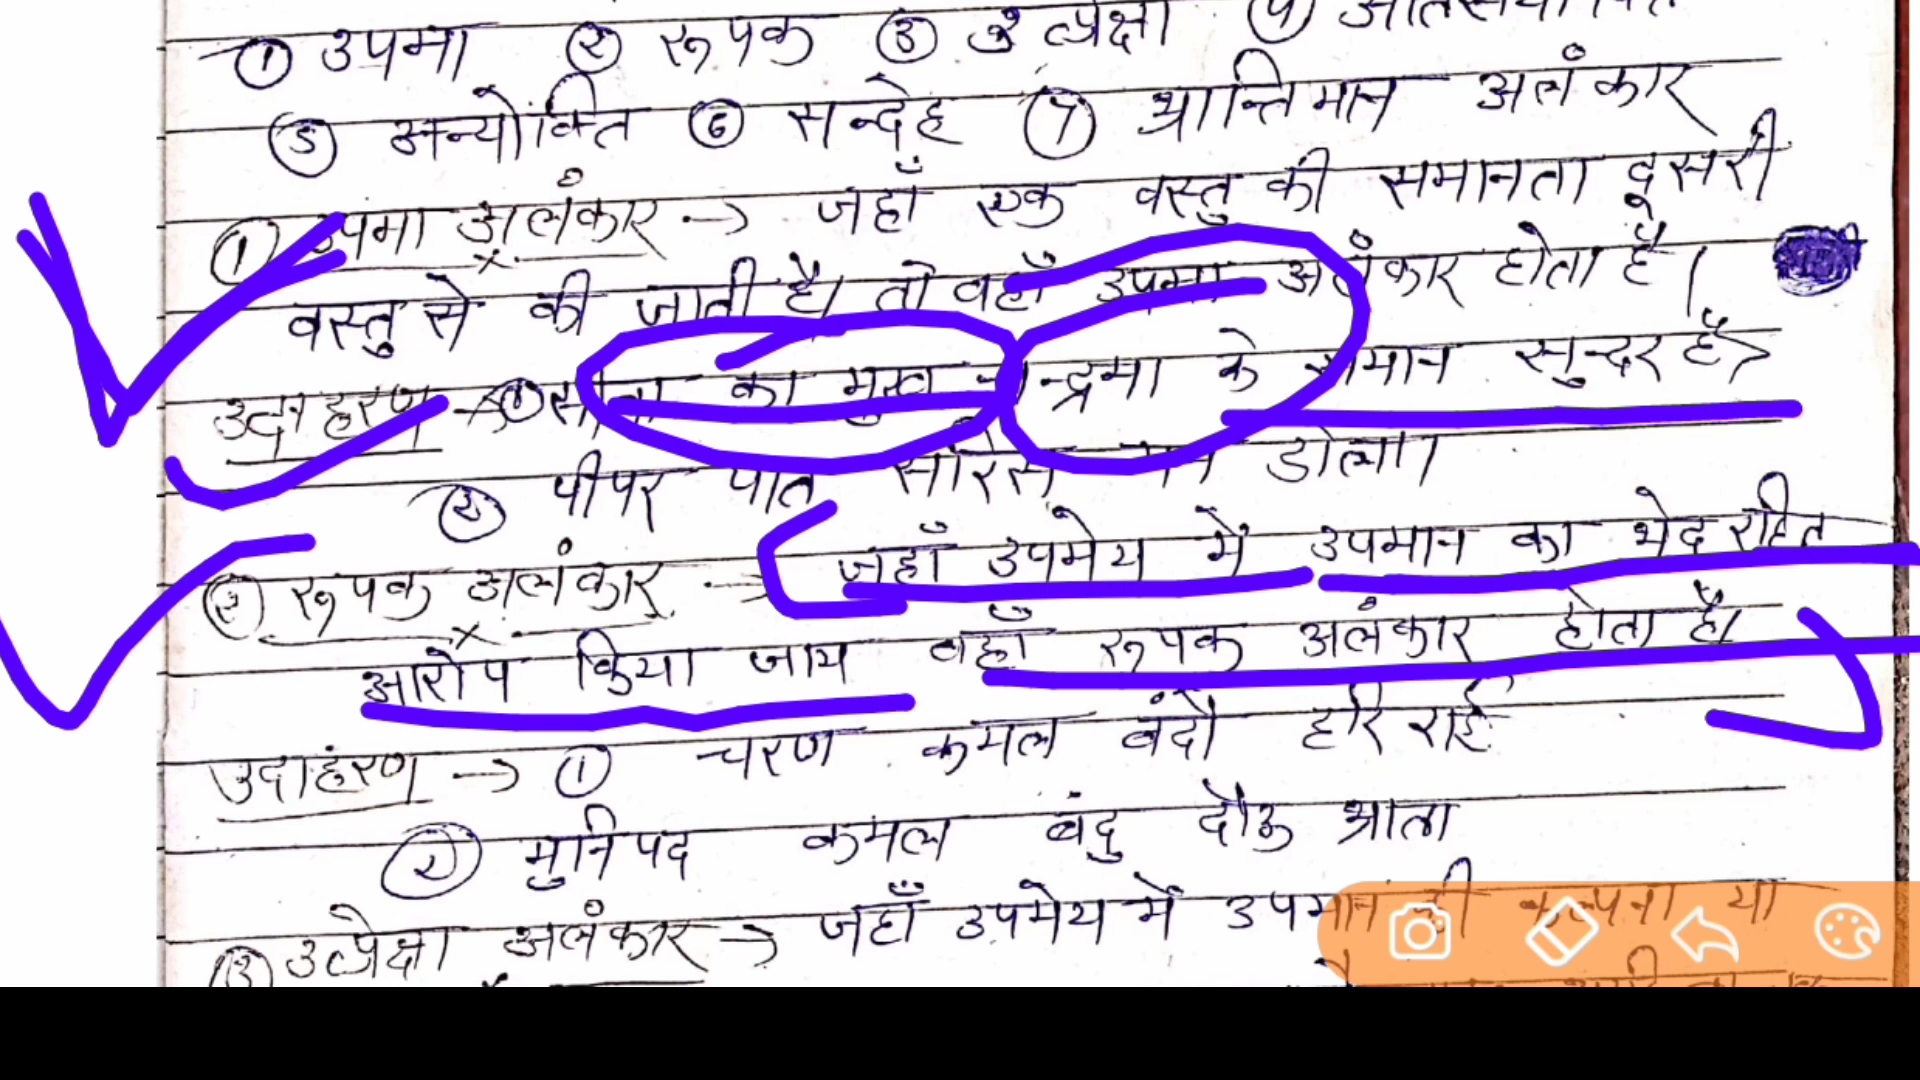 ① उपमा ② रूपक ③ उत्प्रेक्षा ④
⑤ अन्योक्ति ⑥ सन्देह ⑦ भ्रान्तिमान अलंकार
① उपमा अलंकार → जहाँ एक वस्तु की समानता दूसरी
वस्तु से की जाती है। तो वहाँ उपमा अलंकार होता है।
उदाहरण → ① सीता का मुख चन्द्रमा के समान सुन्दर है>
② पीपर पात सरिस मन डोला।
② रूपक अलंकार → जहाँ उपमेय में उपमान का भेद रहित
आरोप किया जाय वहाँ रूपक अलंकार होता है।
उदाहंरण → ① चरण कमल बंदौ हरि राई
② मुनि पद कमल बंदु दौउ भ्राता
③ उत्प्रेक्षा अलंकार → जहाँ उपमेय में उपमान की कल्पना या